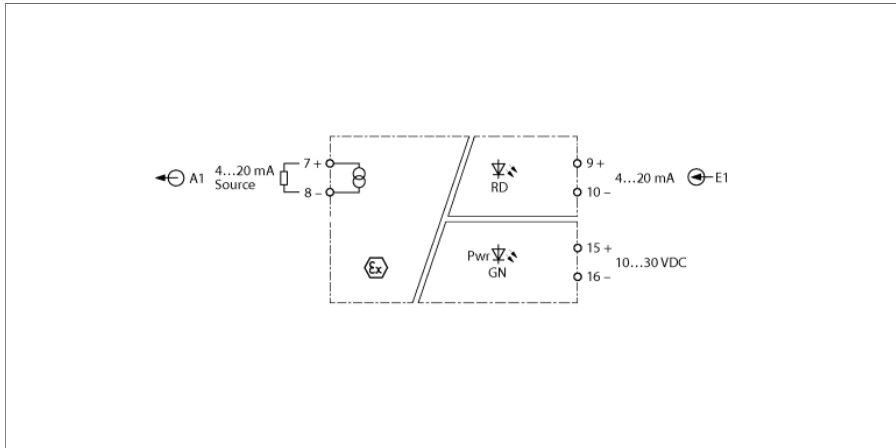 A1
4...20 mA
Source
7 +
8 –
Ex
RD
Pwr
GN
9 +
10 –
4...20 mA
E1
15 +
16 –
10...30 VDC